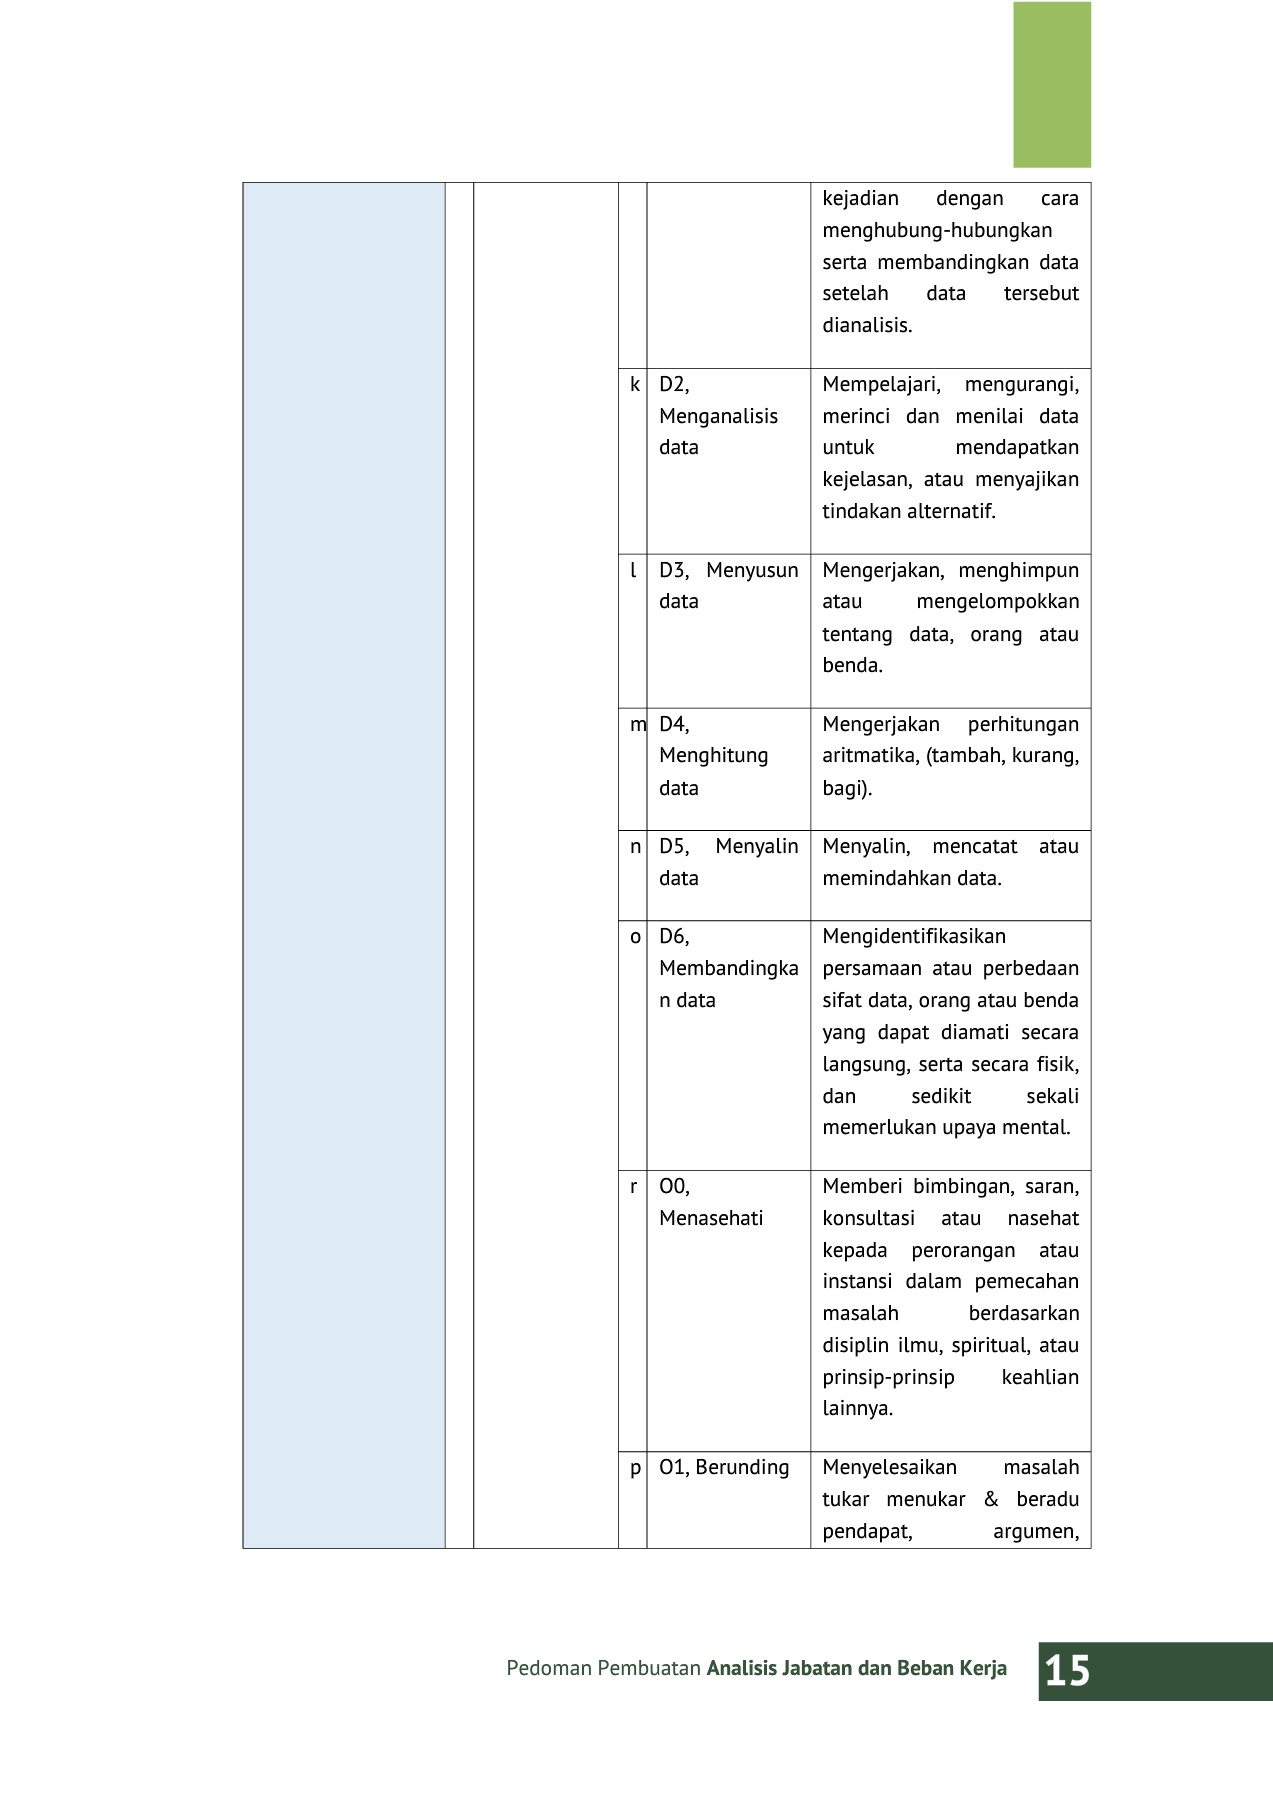 kejadian dengan cara
menghubung-hubungkan
serta membandingkan data
setelah data tersebut
dianalisis.
k D2, Mempelajari, mengurangi,
Menganalisis merinci dan menilai data
data untuk mendapatkan
kejelasan, atau menyajikan
tindakan alternatif.
l D3, Menyusun Mengerjakan, menghimpun
data atau mengelompokkan
tentang data, orang atau
benda.
m D4, Mengerjakan perhitungan
Menghitung aritmatika, (tambah, kurang,
data bagi).
n D5, Menyalin Menyalin, mencatat atau
data memindahkan data.
o D6, Mengidentifikasikan
Membandingka persamaan atau perbedaan
n data sifat data, orang atau benda
yang dapat diamati secara
langsung, serta secara fisik,
dan sedikit sekali
memerlukan upaya mental.
r O0, Memberi bimbingan, saran,
Menasehati konsultasi atau nasehat
kepada perorangan atau
instansi dalam pemecahan
masalah berdasarkan
disiplin ilmu, spiritual, atau
prinsip-prinsip keahlian
lainnya.
p O1, Berunding Menyelesaikan masalah
tukar menukar & beradu
pendapat, argumen,
Pedoman Pembuatan Analisis Jabatan dan Beban Kerja 15